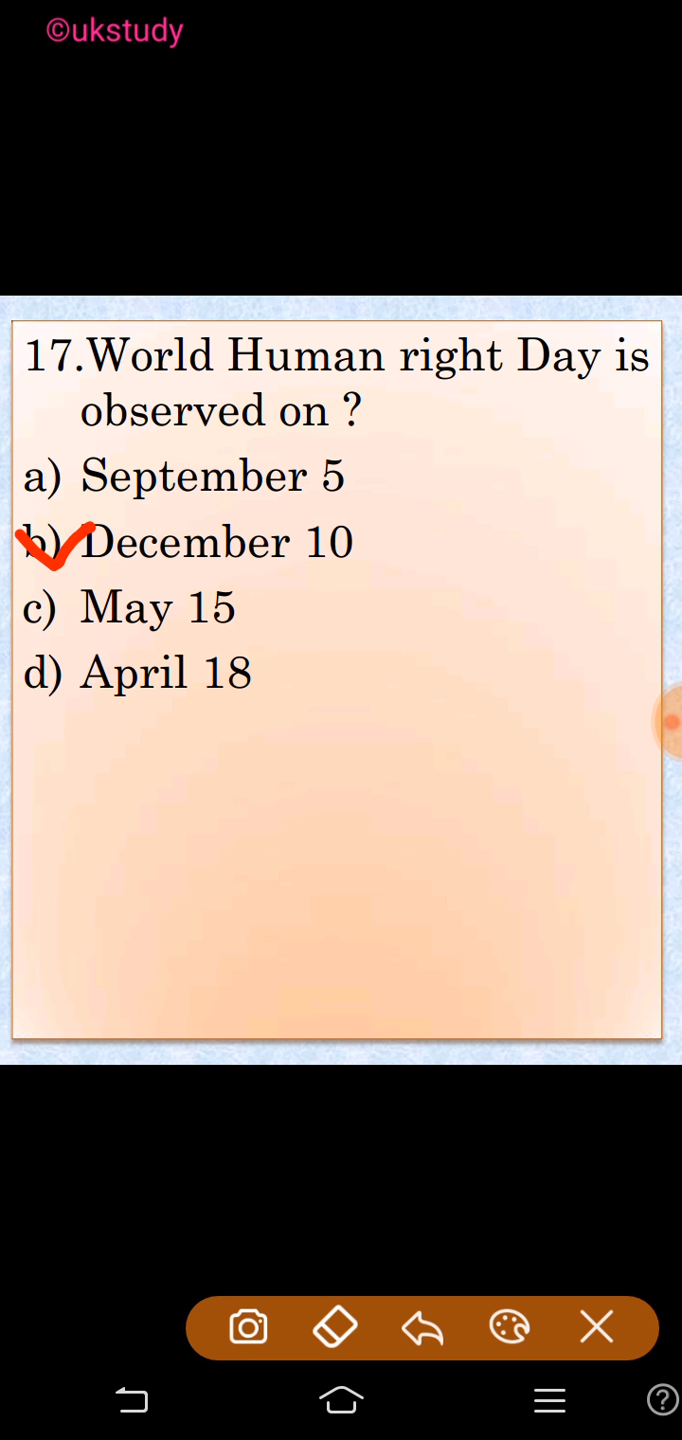 ©ukstudy
17.World Human right Day is
observed on ?
a) September 5
b) December 10
c) May 15
d) April 18